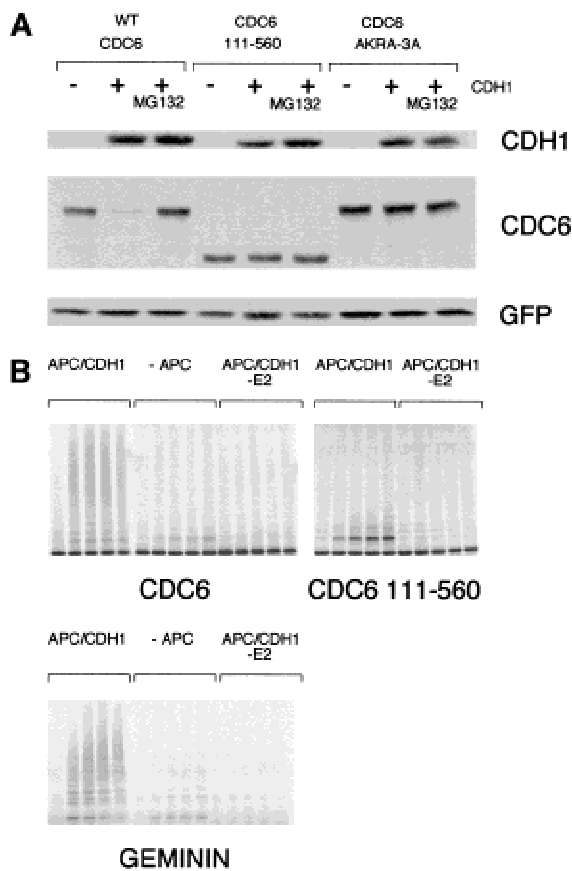 A
WT CDC6
CDC6 111-560
CDC6 AKRA-3A
- + + - + + - + + CDH1
MG132 MG132 MG132
CDH1
CDC6
GFP
B
APC/CDH1 - APC APC/CDH1 -E2 APC/CDH1 APC/CDH1 -E2
CDC6 CDC6 111-560
APC/CDH1 - APC APC/CDH1 -E2
GEMININ